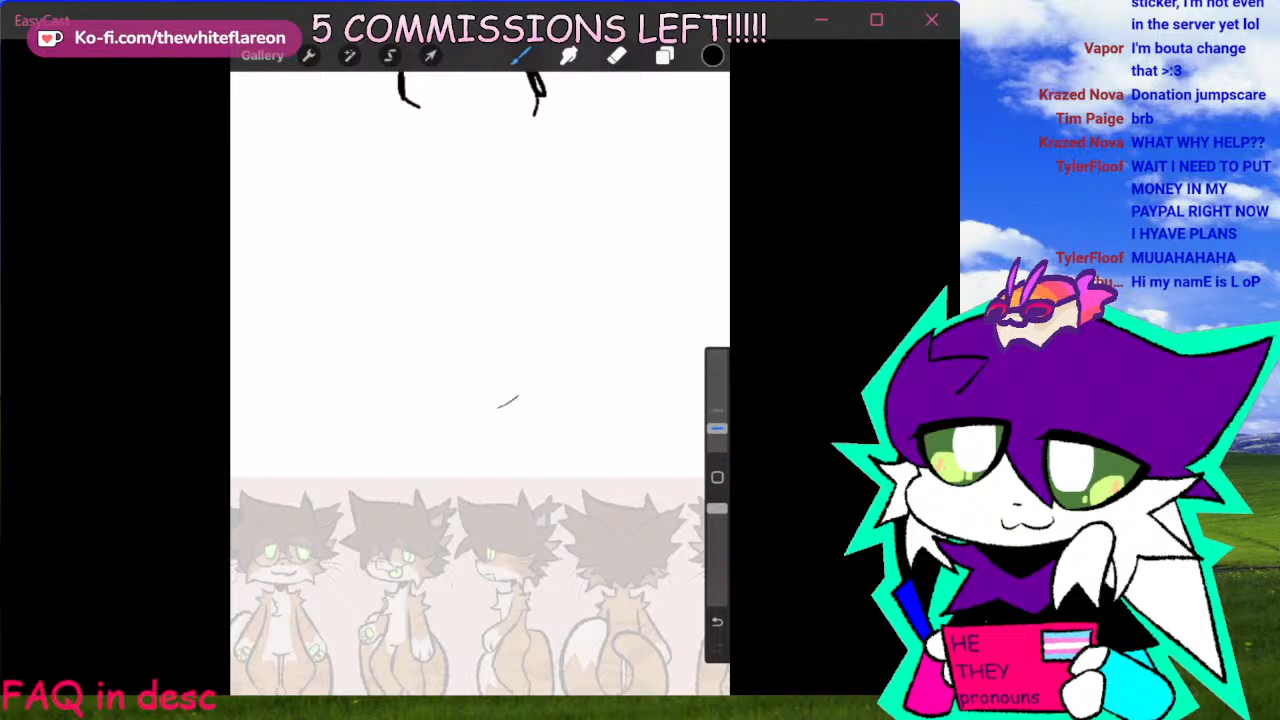 EasyCast
Ko-fi.com/thewhiteflareon
5 COMMISSIONS LEFT!!!!!
Gallery
sticker, I'm not even
in the server yet lol
Vapor I'm bouta change
that >:3
Krazed Nova Donation jumpscare
Tim Paige brb
Krazed Nova WHAT WHY HELP??
TylerFloof WAIT I NEED TO PUT
MONEY IN MY
PAYPAL RIGHT NOW
I HYAVE PLANS
TylerFloof MUUAHAHAHA
Hi my namE is L oP
HE
THEY
pronouns
FAQ in desc